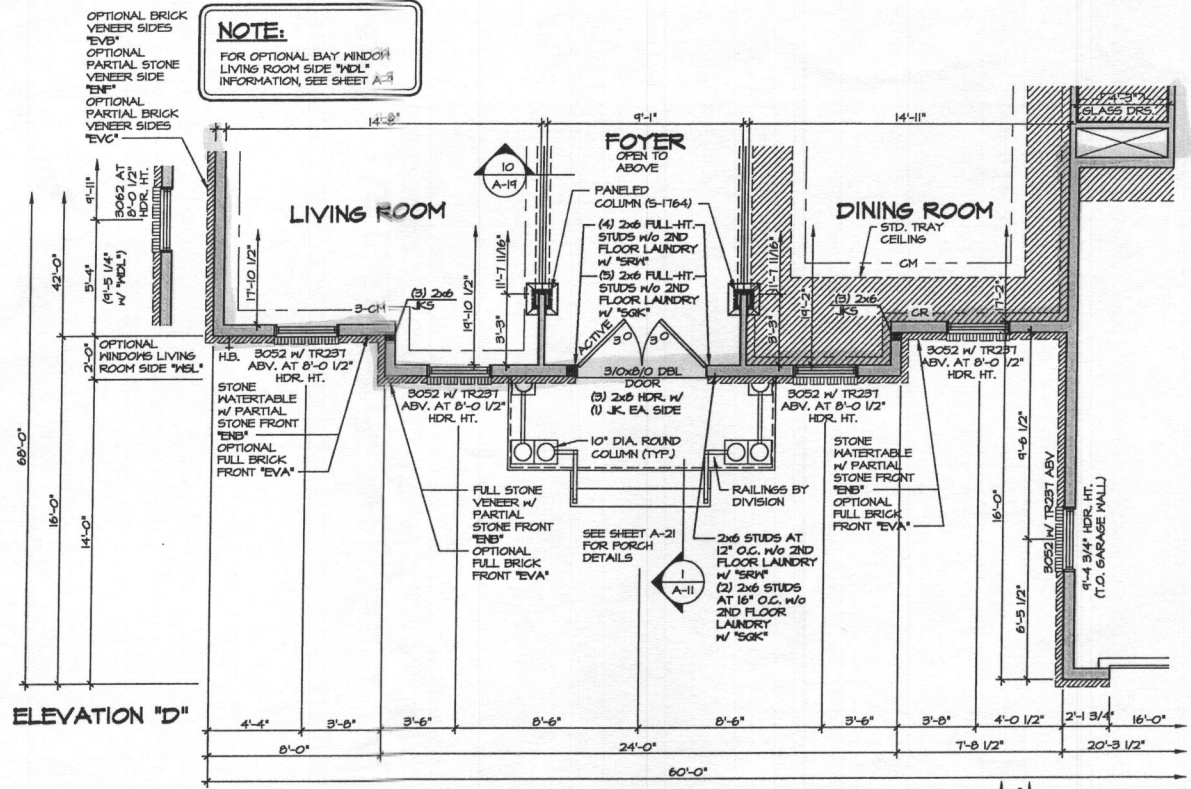 OPTIONAL BRICK
VENEER SIDES
"EVB"
OPTIONAL
PARTIAL STONE
VENEER SIDE
"ENF"
OPTIONAL
PARTIAL BRICK
VENEER SIDES
"EVC"
NOTE:
FOR OPTIONAL BAY WINDOW
LIVING ROOM SIDE "WDL"
INFORMATION, SEE SHEET
14'-8"
9'-1"
14'-11"
4'-3"
GLASS DRS.
FOYER
OPEN TO
ABOVE
10
A-19
PANELED
COLUMN (S-1764)
LIVING ROOM
DINING ROOM
STD. TRAY
CEILING
CM
(4) 2x6 FULL-HT.
STUDS W/o 2ND
FLOOR LAUNDRY
W/ "SRW"
(5) 2x6 FULL-HT.
STUDS W/o 2ND
FLOOR LAUNDRY
W/ "SGK"
9'-11"
3062 AT
8'-0 1/2"
HDR. HT.
5'-4"
(9'-5 1/4"
W/ "WDL")
42'-0"
68'-0"
2'-0"
16'-0"
14'-0"
17'-10 1/2"
3-CM
(3) 2x6
JKS
19'-10 1/2"
11'-7 11/16"
3'-3"
ACTIVE
3 0
3 0
11'-7 11/16"
3'-3"
19'-2"
(3) 2x6
JKS
CR
17'-2"
OPTIONAL
WINDOWS LIVING
ROOM SIDE "WSL"
H.B.
3052 W/ TR237
ABV. AT 8'-0 1/2"
HDR. HT.
3052 W/ TR237
ABV. AT 8'-0 1/2"
HDR. HT.
3/0x8/0 DBL
DOOR
(3) 2x8 HDR. W/
(1) JK. EA. SIDE
3052 W/ TR237
ABV. AT 8'-0 1/2"
HDR. HT.
3052 W/ TR237
ABV. AT 8'-0 1/2"
HDR. HT.
STONE
WATERTABLE
W/ PARTIAL
STONE FRONT
"ENB"
OPTIONAL
FULL BRICK
FRONT "EVA"
10" DIA. ROUND
COLUMN (TYP.)
STONE
WATERTABLE
W/ PARTIAL
STONE FRONT
"ENB"
OPTIONAL
FULL BRICK
FRONT "EVA"
FULL STONE
VENEER W/
PARTIAL
STONE FRONT
"ENB"
OPTIONAL
FULL BRICK
FRONT "EVA"
RAILINGS BY
DIVISION
SEE SHEET A-21
FOR PORCH
DETAILS
1
A-11
2x6 STUDS AT
12" O.C. W/o 2ND
FLOOR LAUNDRY
W/ "SRW"
(2) 2x6 STUDS
AT 16" O.C. W/o
2ND FLOOR
LAUNDRY
W/ "SGK"
9'-6 1/2"
16'-0"
6'-5 1/2"
3052 W/ TR237 ABV
9'-4 3/4" HDR. HT.
(T.O. GARAGE WALL)
ELEVATION "D"
4'-4"
3'-8"
3'-6"
8'-6"
8'-6"
3'-6"
3'-8"
4'-0 1/2"
2'-1 3/4"
16'-0"
8'-0"
24'-0"
7'-8 1/2"
20'-3 1/2"
60'-0"